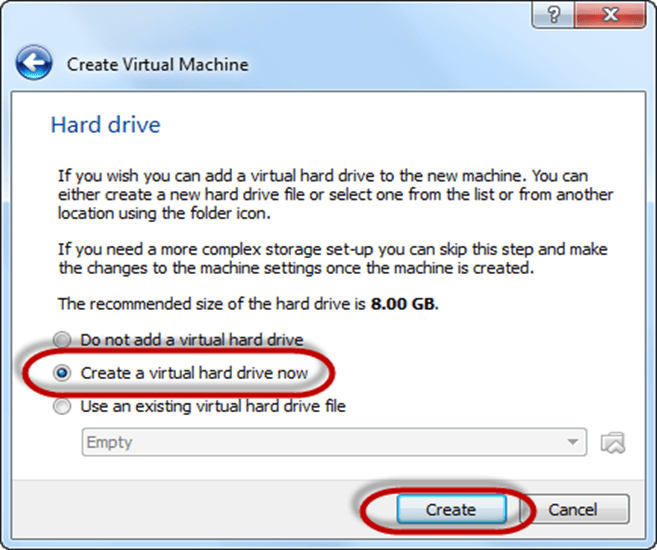 ?
Create Virtual Machine
Hard drive
If you wish you can add a virtual hard drive to the new machine. You can
either create a new hard drive file or select one from the list or from another
location using the folder icon.
If you need a more complex storage set-up you can skip this step and make
the changes to the machine settings once the machine is created.
The recommended size of the hard drive is 8.00 GB.
Do not add a virtual hard drive
Create a virtual hard drive now
Use an existing virtual hard drive file
Empty
Create Cancel